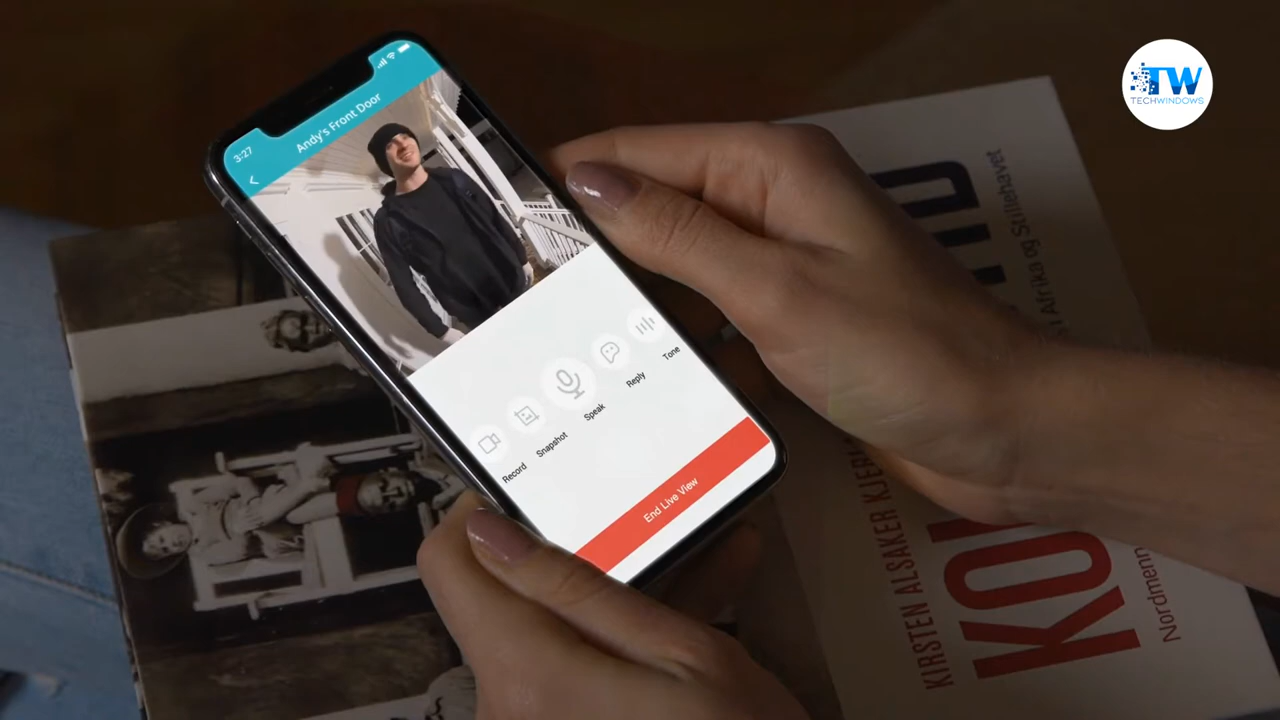 TW
TECHWINDOWS
3:27
Andy's Front Door
Record
Snapshot
Speak
Reply
Tone
End Live View
i Afrika og Stillehavet
KIRSTEN ALSAKER KJERL
Nordmenn